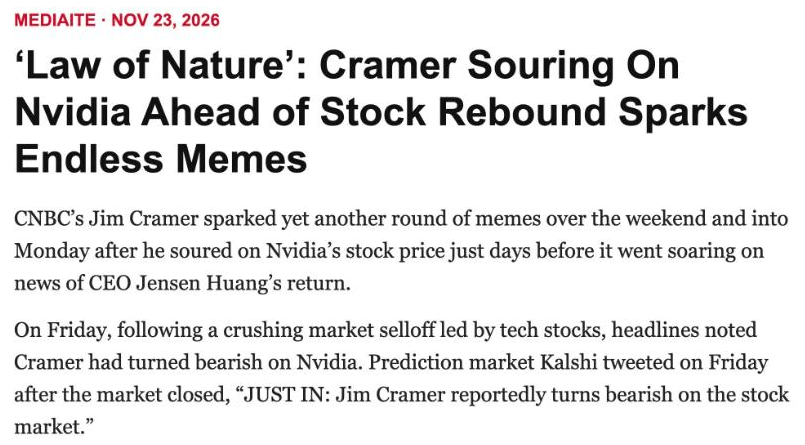 MEDIAITE · NOV 23, 2026
‘Law of Nature’: Cramer Souring On
Nvidia Ahead of Stock Rebound Sparks
Endless Memes
CNBC’s Jim Cramer sparked yet another round of memes over the weekend and into
Monday after he soured on Nvidia’s stock price just days before it went soaring on
news of CEO Jensen Huang’s return.
On Friday, following a crushing market selloff led by tech stocks, headlines noted
Cramer had turned bearish on Nvidia. Prediction market Kalshi tweeted on Friday
after the market closed, “JUST IN: Jim Cramer reportedly turns bearish on the stock
market.”